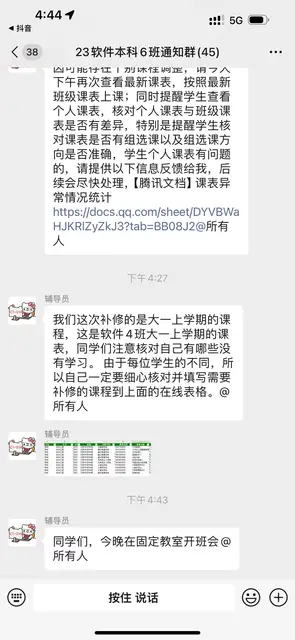 4:44
5G
抖音
38
23软件本科6班通知群(45)
因可能存在个别课程调整，请今天
下午再次查看最新课表，按照最新
班级课表上课；同时提醒学生查看
个人课表，核对个人课表与班级课
表是否有差异，特别是提醒学生核
对课表是否有组选课以及组选课方
向是否准确，学生个人课表有问题
的，请提供以下信息反馈给我，后
续会尽快处理，【腾讯文档】课表异
常情况统计
https://docs.qq.com/sheet/DYVBWa
HJKRlZyZkJ3?tab=BB08J2@所有
人
下午4:27
辅导员
我们这次补修的是大一上学期的课
程，这是软件4班大一上学期的课
表，同学们注意核对自己有哪些没
有学习。 由于每位学生的不同，所
以自己一定要细心核对并填写需要
补修的课程到上面的在线表格。@
所有人
辅导员
下午4:43
辅导员
同学们，今晚在固定教室开班会@
所有人
按住 说话